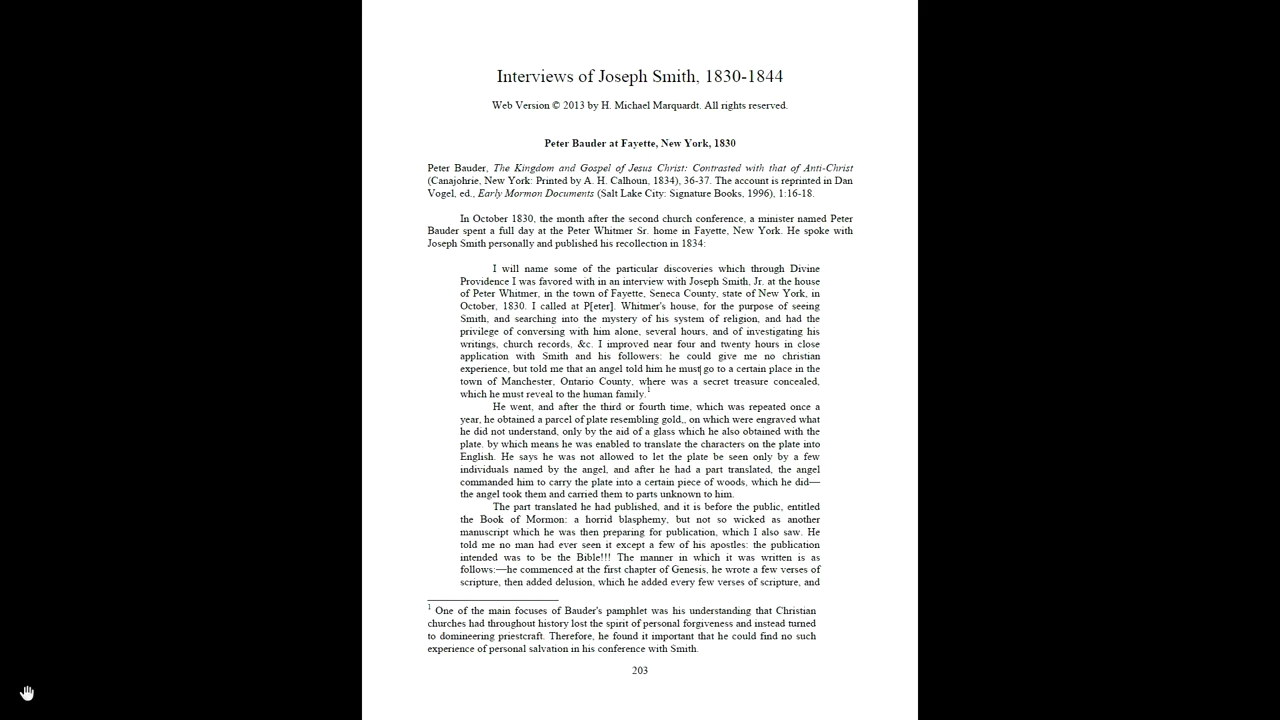 Interviews of Joseph Smith, 1830-1844
Web Version © 2013 by H. Michael Marquardt. All rights reserved.
Peter Bauder at Fayette, New York, 1830
Peter Bauder, The Kingdom and Gospel of Jesus Christ: Contrasted with that of Anti-Christ
(Canajohrie, New York: Printed by A. H. Calhoun, 1834), 36-37. The account is reprinted in Dan
Vogel, ed., Early Mormon Documents (Salt Lake City: Signature Books, 1996), 1:16-18.
In October 1830, the month after the second church conference, a minister named Peter
Bauder spent a full day at the Peter Whitmer Sr. home in Fayette, New York. He spoke with
Joseph Smith personally and published his recollection in 1834:
I will name some of the particular discoveries which through Divine
Providence I was favored with in an interview with Joseph Smith, Jr. at the house
of Peter Whitmer, in the town of Fayette, Seneca County, state of New York, in
October, 1830. I called at P[eter]. Whitmer's house, for the purpose of seeing
Smith, and searching into the mystery of his system of religion, and had the
privilege of conversing with him alone, several hours, and of investigating his
writings, church records, &c. I improved near four and twenty hours in close
application with Smith and his followers: he could give me no christian
experience, but told me that an angel told him he must go to a certain place in the
town of Manchester, Ontario County, where was a secret treasure concealed,
which he must reveal to the human family.1
He went, and after the third or fourth time, which was repeated once a
year, he obtained a parcel of plate resembling gold,, on which were engraved what
he did not understand, only by the aid of a glass which he also obtained with the
plate. by which means he was enabled to translate the characters on the plate into
English. He says he was not allowed to let the plate be seen only by a few
individuals named by the angel, and after he had a part translated, the angel
commanded him to carry the plate into a certain piece of woods, which he did—
the angel took them and carried them to parts unknown to him.
The part translated he had published, and it is before the public, entitled
the Book of Mormon: a horrid blasphemy, but not so wicked as another
manuscript which he was then preparing for publication, which I also saw. He
told me no man had ever seen it except a few of his apostles: the publication
intended was to be the Bible!!! The manner in which it was written is as
follows:—he commenced at the first chapter of Genesis, he wrote a few verses of
scripture, then added delusion, which he added every few verses of scripture, and
1 One of the main focuses of Bauder's pamphlet was his understanding that Christian
churches had throughout history lost the spirit of personal forgiveness and instead turned
to domineering priestcraft. Therefore, he found it important that he could find no such
experience of personal salvation in his conference with Smith.
203